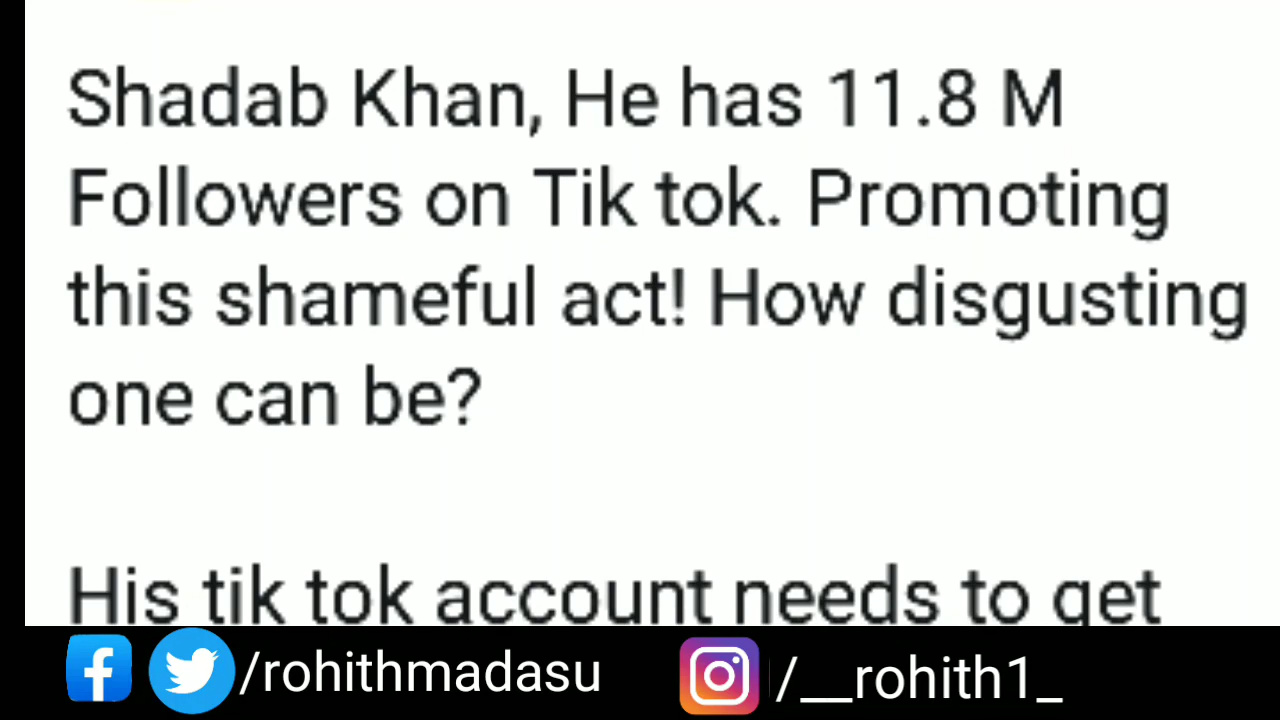 Shadab Khan, He has 11.8 M
Followers on Tik tok. Promoting
this shameful act! How disgusting
one can be?
His tik tok account needs to get
/rohithmadasu /__rohith1_